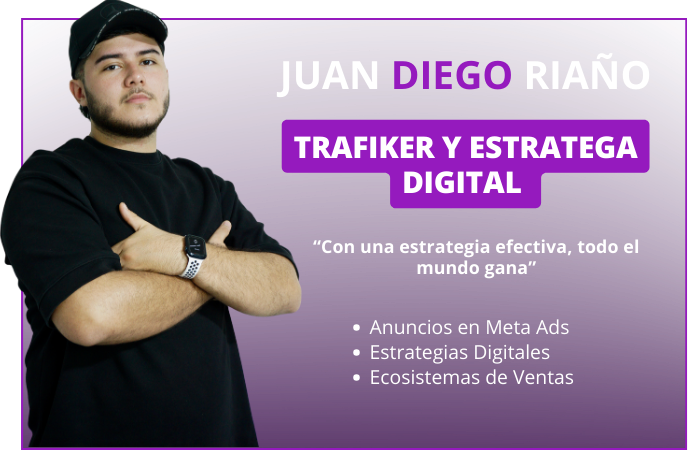 JUAN DIEGO RIAÑO
TRAFIKER Y ESTRATEGA
DIGITAL
“Con una estrategia efectiva, todo el
mundo gana”
• Anuncios en Meta Ads
• Estrategias Digitales
• Ecosistemas de Ventas